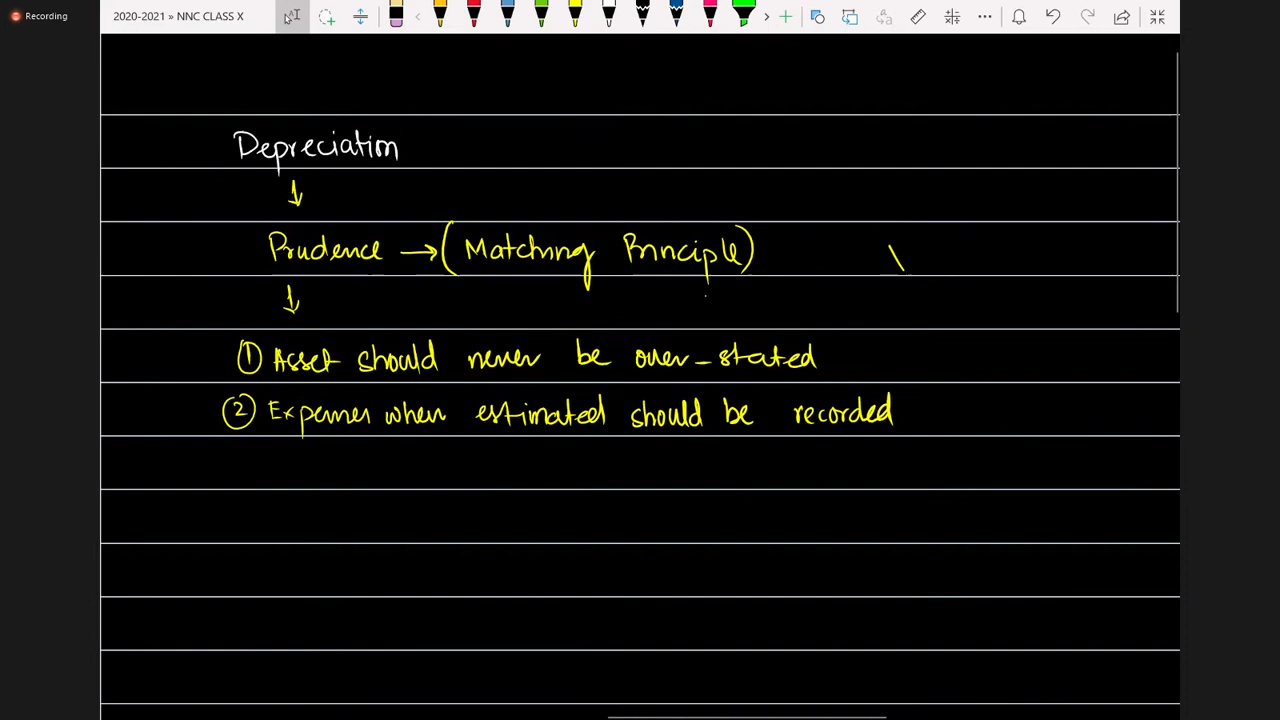 Recording
2020-2021 » NNC CLASS X
Depreciation
↓
Prudence → (Matching Principle)
↓
① Asset should never be over-stated
② Expenses when estimated should be recorded